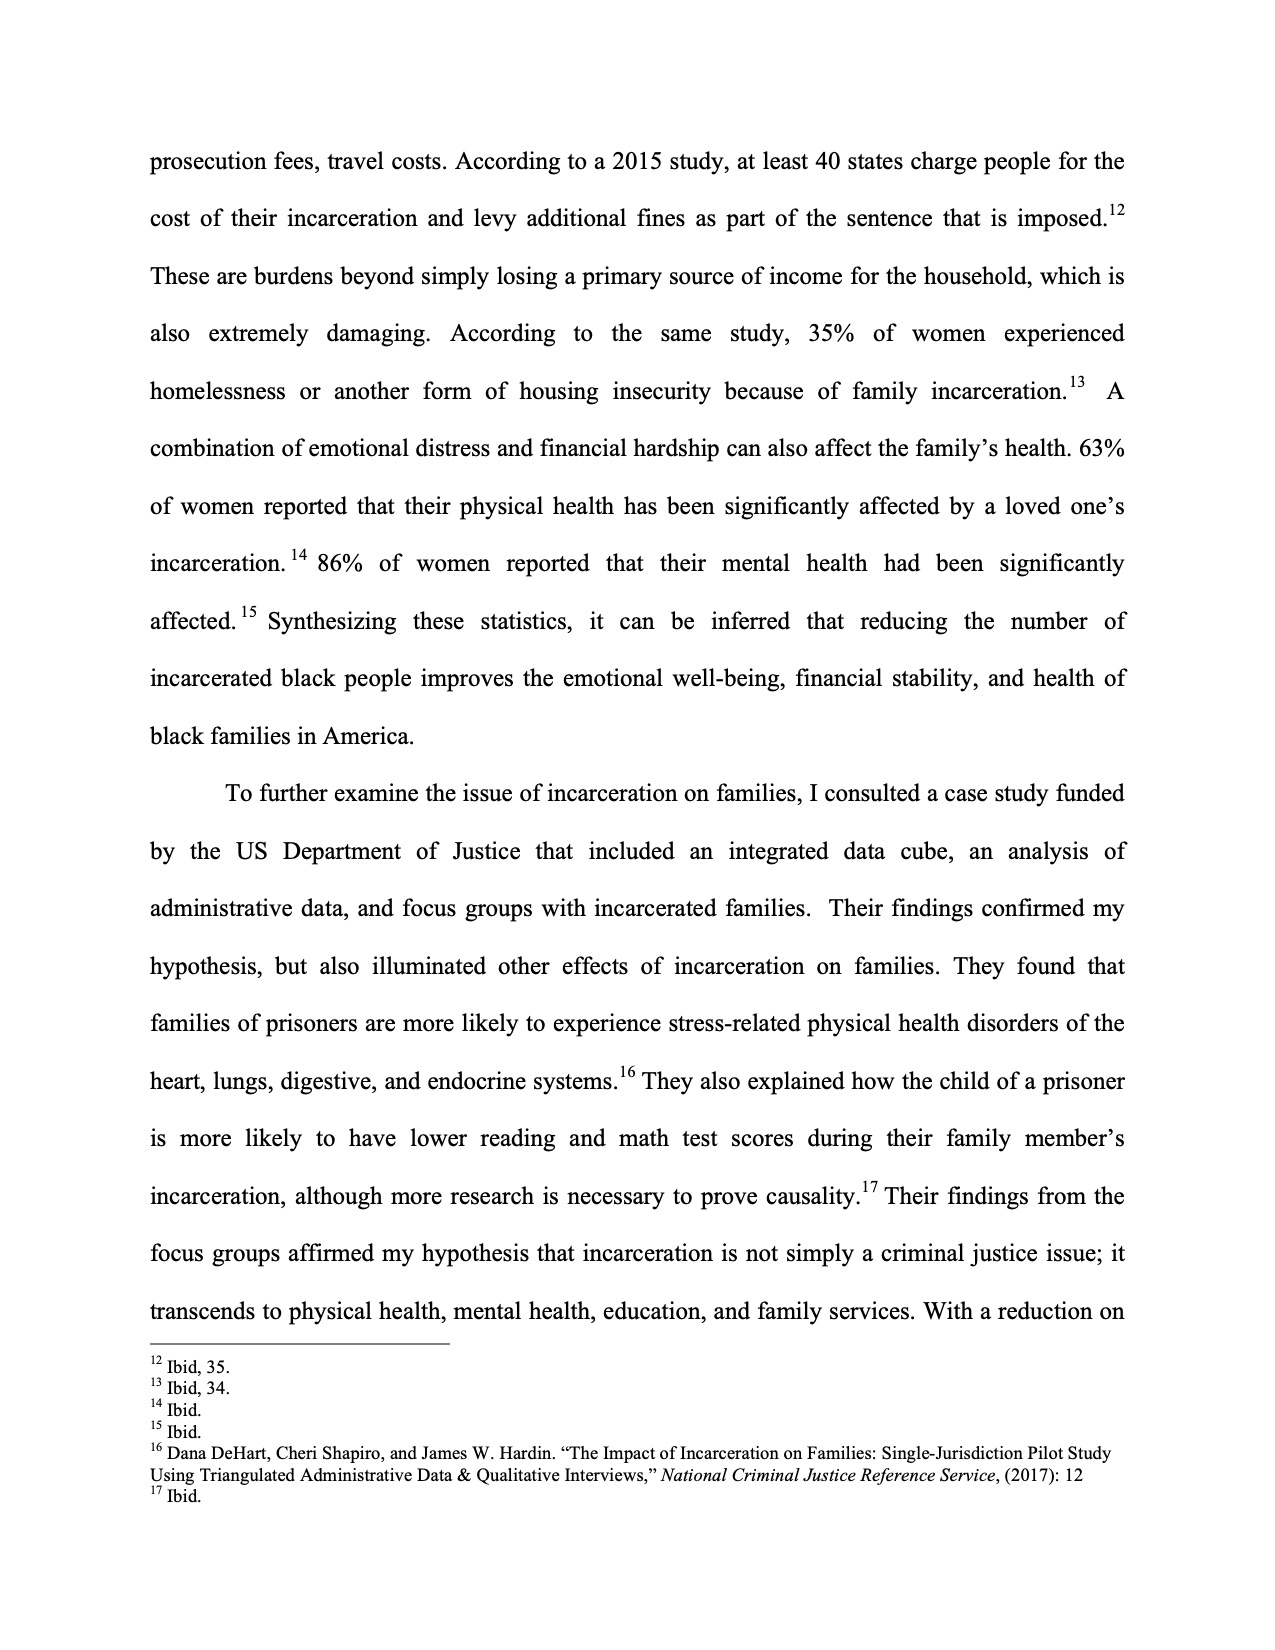 prosecution fees, travel costs. According to a 2015 study, at least 40 states charge people for the
cost of their incarceration and levy additional fines as part of the sentence that is imposed.12
These are burdens beyond simply losing a primary source of income for the household, which is
also extremely damaging. According to the same study, 35% of women experienced
homelessness or another form of housing insecurity because of family incarceration.13 A
combination of emotional distress and financial hardship can also affect the family’s health. 63%
of women reported that their physical health has been significantly affected by a loved one’s
incarceration. 14 86% of women reported that their mental health had been significantly
affected. 15 Synthesizing these statistics, it can be inferred that reducing the number of
incarcerated black people improves the emotional well-being, financial stability, and health of
black families in America.
To further examine the issue of incarceration on families, I consulted a case study funded
by the US Department of Justice that included an integrated data cube, an analysis of
administrative data, and focus groups with incarcerated families. Their findings confirmed my
hypothesis, but also illuminated other effects of incarceration on families. They found that
families of prisoners are more likely to experience stress-related physical health disorders of the
heart, lungs, digestive, and endocrine systems.16 They also explained how the child of a prisoner
is more likely to have lower reading and math test scores during their family member’s
incarceration, although more research is necessary to prove causality.17 Their findings from the
focus groups affirmed my hypothesis that incarceration is not simply a criminal justice issue; it
transcends to physical health, mental health, education, and family services. With a reduction on
12 Ibid, 35.
13 Ibid, 34.
14 Ibid.
15 Ibid.
16 Dana DeHart, Cheri Shapiro, and James W. Hardin. “The Impact of Incarceration on Families: Single-Jurisdiction Pilot Study
Using Triangulated Administrative Data & Qualitative Interviews,” National Criminal Justice Reference Service, (2017): 12
17 Ibid.